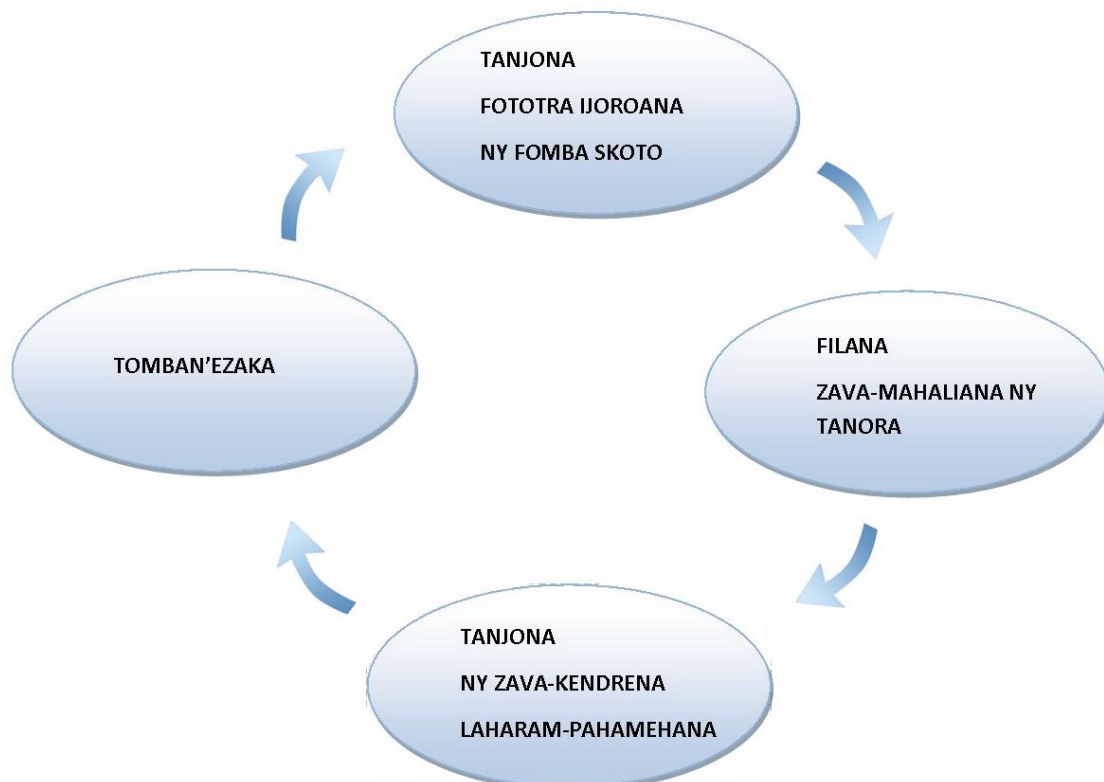 TANJONA
FOTOTRA IJOROANA
NY FOMBA SKOTO
FILANA
ZAVA-MAHALIANA NY
TANORA
TANJONA
NY ZAVA-KENDRENA
LAHARAM-PAHAMEHANA
TOMBAN’EZAKA